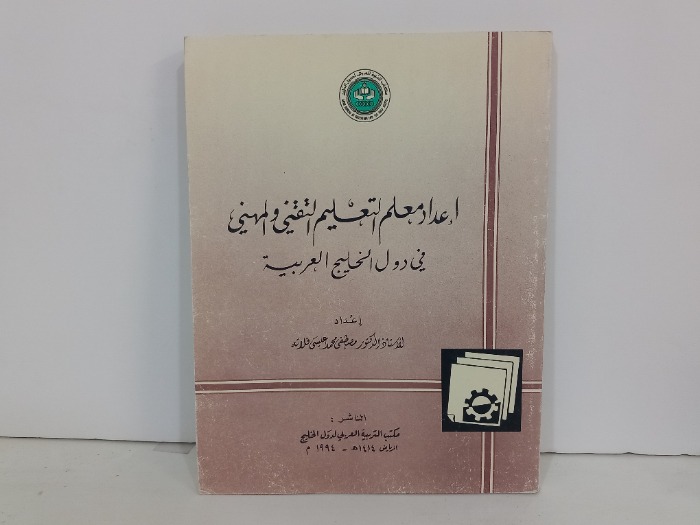 إعداد معلم التعليم التقني والمهني
في دول الخليج العربية
إعداد
الأستاذ الدكتور مصطفى محمد عيسى فلاته
الناشر :
مكتب التربية العربي لدول الخليج
الرياض ١٤١٤هـ - ١٩٩٤ م